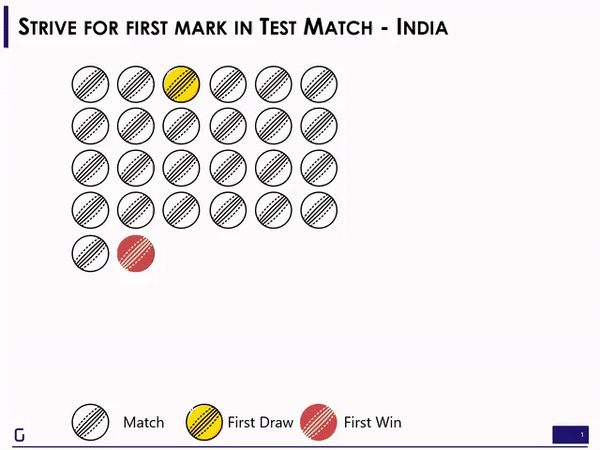 Strive for first mark in Test Match - India
Match First Draw First Win
G
1